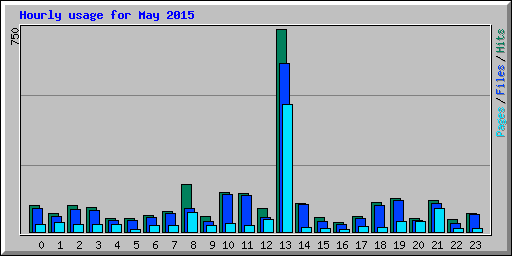 Hourly usage for May 2015
750
Pages/Files/Hits
0 1 2 3 4 5 6 7 8 9 10 11 12 13 14 15 16 17 18 19 20 21 22 23